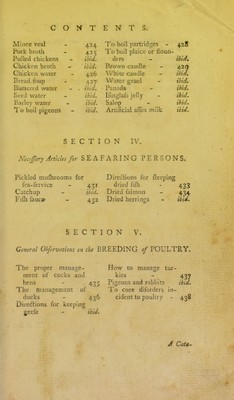 CONTENTS.
Mince veal - 424
Pork broth - 425
Pulled chickens - ibid.
Chicken broth - ibid.
Chicken water - 426
Bread soup - 427
Buttered water - ibid.
Seed water - ibid.
Barley water - ibid.
To boil pigeons - ibid.
To boil partridges - 428
To boil plaice or flounders - ibid.
Brown caudle - 429
White caudle - ibid.
Water gruel - ibid.
Panada - ibid.
Isinglass jelly - ibid.
Salop - ibid.
Artificial asses milk ibid.
SECTION IV.
Necessary Articles for SEAFARING PERSONS.
Pickled mushrooms for
sea-service - 431
Catchup - ibid.
Fish sauce - 432
Directions for steeping
dried fish - 433
Dried salmon - 434
Dried herrings - ibid.
SECTION V.
General Observations on the BREEDING of POULTRY.
The proper manage-
ment of cocks and
hens - 435
The management of
ducks - 436
Directions for keeping
geese - ibid.
How to manage tur-
kies - 437
Pigeons and rabbits ibid.
To cure disorders in-
cident to poultry - 438
A Cata-